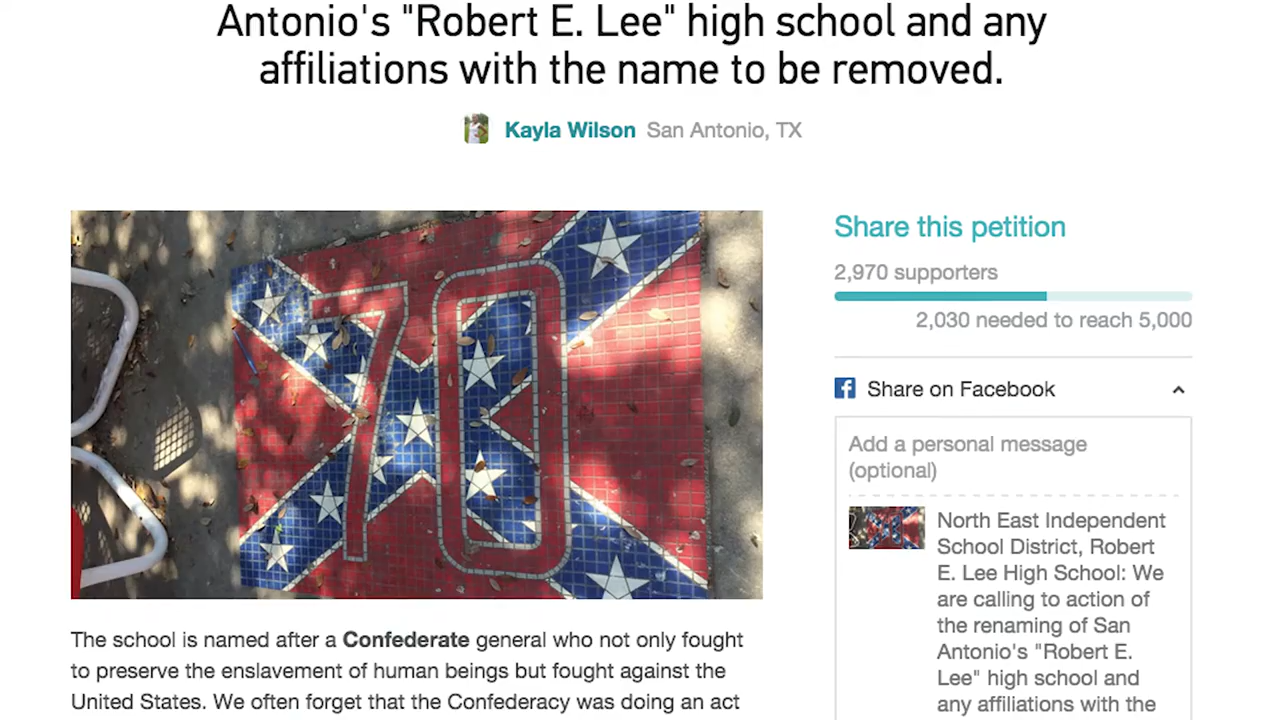 Antonio's "Robert E. Lee" high school and any
affiliations with the name to be removed.
Kayla Wilson San Antonio, TX
70
Share this petition
2,970 supporters
2,030 needed to reach 5,000
Share on Facebook
Add a personal message
(optional)
North East Independent
School District, Robert
E. Lee High School: We
are calling to action of
the renaming of San
Antonio's "Robert E.
Lee" high school and
any affiliations with the
The school is named after a Confederate general who not only fought
to preserve the enslavement of human beings but fought against the
United States. We often forget that the Confederacy was doing an act